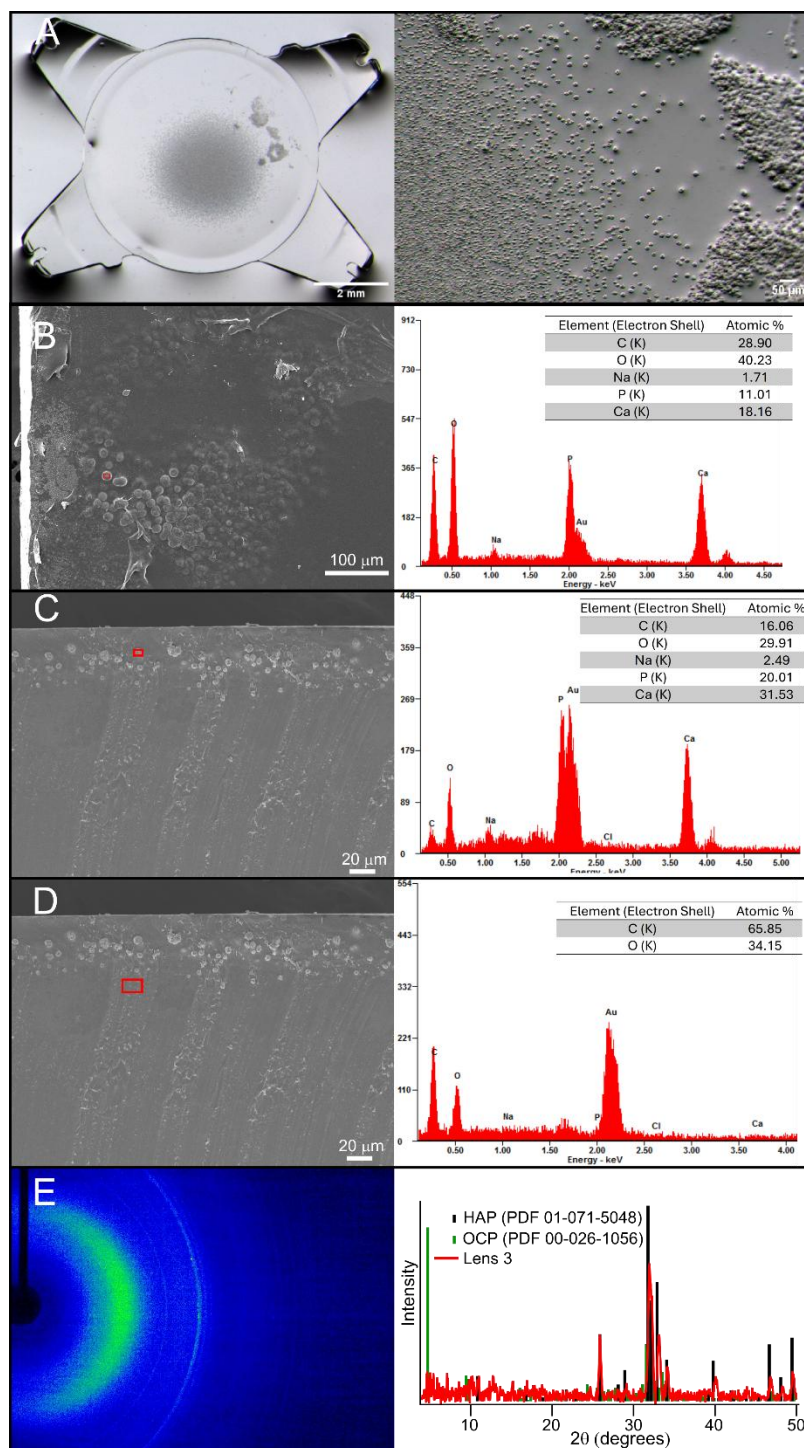 A
2 mm
50 µm
B
100 µm
912
730
547
365
182
0
Element (Electron Shell) Atomic %
C (K) 28.90
O (K) 40.23
Na (K) 1.71
P (K) 11.01
Ca (K) 18.16
C
O
Na
P
Au
Ca
0.50 1.00 1.50 2.00 2.50 3.00 3.50 4.00 4.50
Energy - keV
C
20 µm
448
359
269
179
89
0
Element (Electron Shell) Atomic %
C (K) 16.06
O (K) 29.91
Na (K) 2.49
P (K) 20.01
Ca (K) 31.53
C
O
Na
P
Au
Cl
Ca
0.50 1.00 1.50 2.00 2.50 3.00 3.50 4.00 4.50 5.00
Energy - keV
D
20 µm
554
443
332
221
110
0
Element (Electron Shell) Atomic %
C (K) 65.85
O (K) 34.15
C
O
Na
P
Au
Cl
Ca
0.50 1.00 1.50 2.00 2.50 3.00 3.50 4.00
Energy - keV
E
Intensity
HAP (PDF 01-071-5048)
OCP (PDF 00-026-1056)
Lens 3
10 20 30 40 50
2θ (degrees)